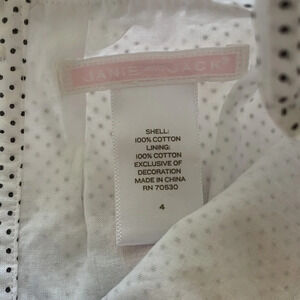 JANIE AND JACK®
SHELL:
100% COTTON
LINING:
100% COTTON
EXCLUSIVE OF
DECORATION
MADE IN CHINA
RN 70530
4